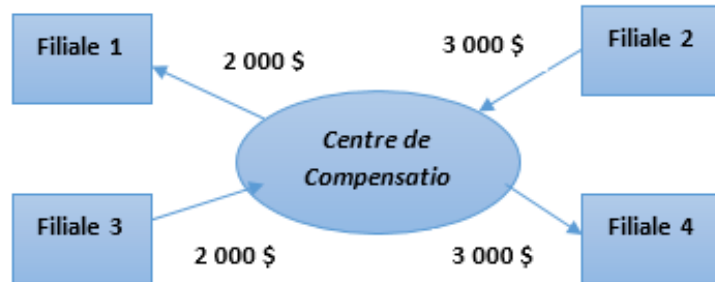 Filiale 1
2 000 $
3 000 $
Filiale 2
Centre de
Compensatio
Filiale 3
2 000 $
3 000 $
Filiale 4